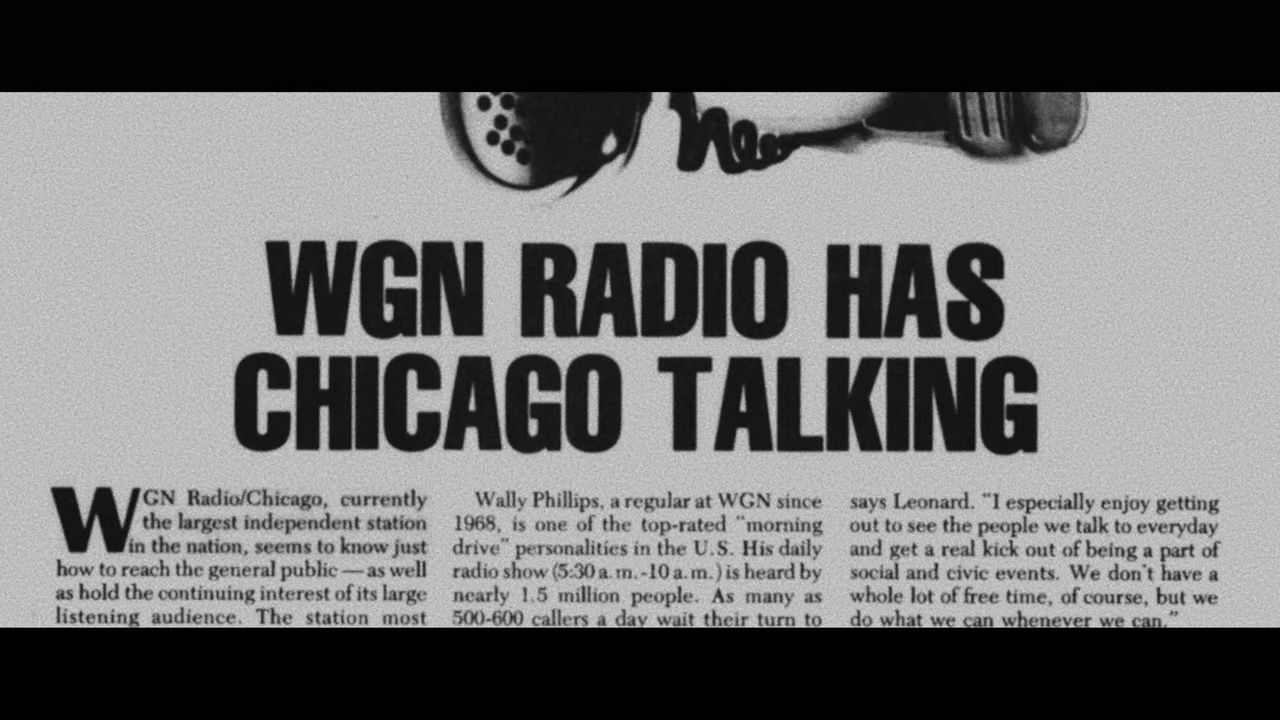 WGN RADIO HAS
CHICAGO TALKING
WGN Radio/Chicago, currently
the largest independent station
in the nation, seems to know just
how to reach the general public — as well
as hold the continuing interest of its large
listening audience. The station most
Wally Phillips, a regular at WGN since
1968, is one of the top-rated "morning
drive" personalities in the U.S. His daily
radio show (5:30 a.m.-10 a.m.) is heard by
nearly 1.5 million people. As many as
500-600 callers a day wait their turn to
says Leonard. "I especially enjoy getting
out to see the people we talk to everyday
and get a real kick out of being a part of
social and civic events. We don't have a
whole lot of free time, of course, but we
do what we can whenever we can."